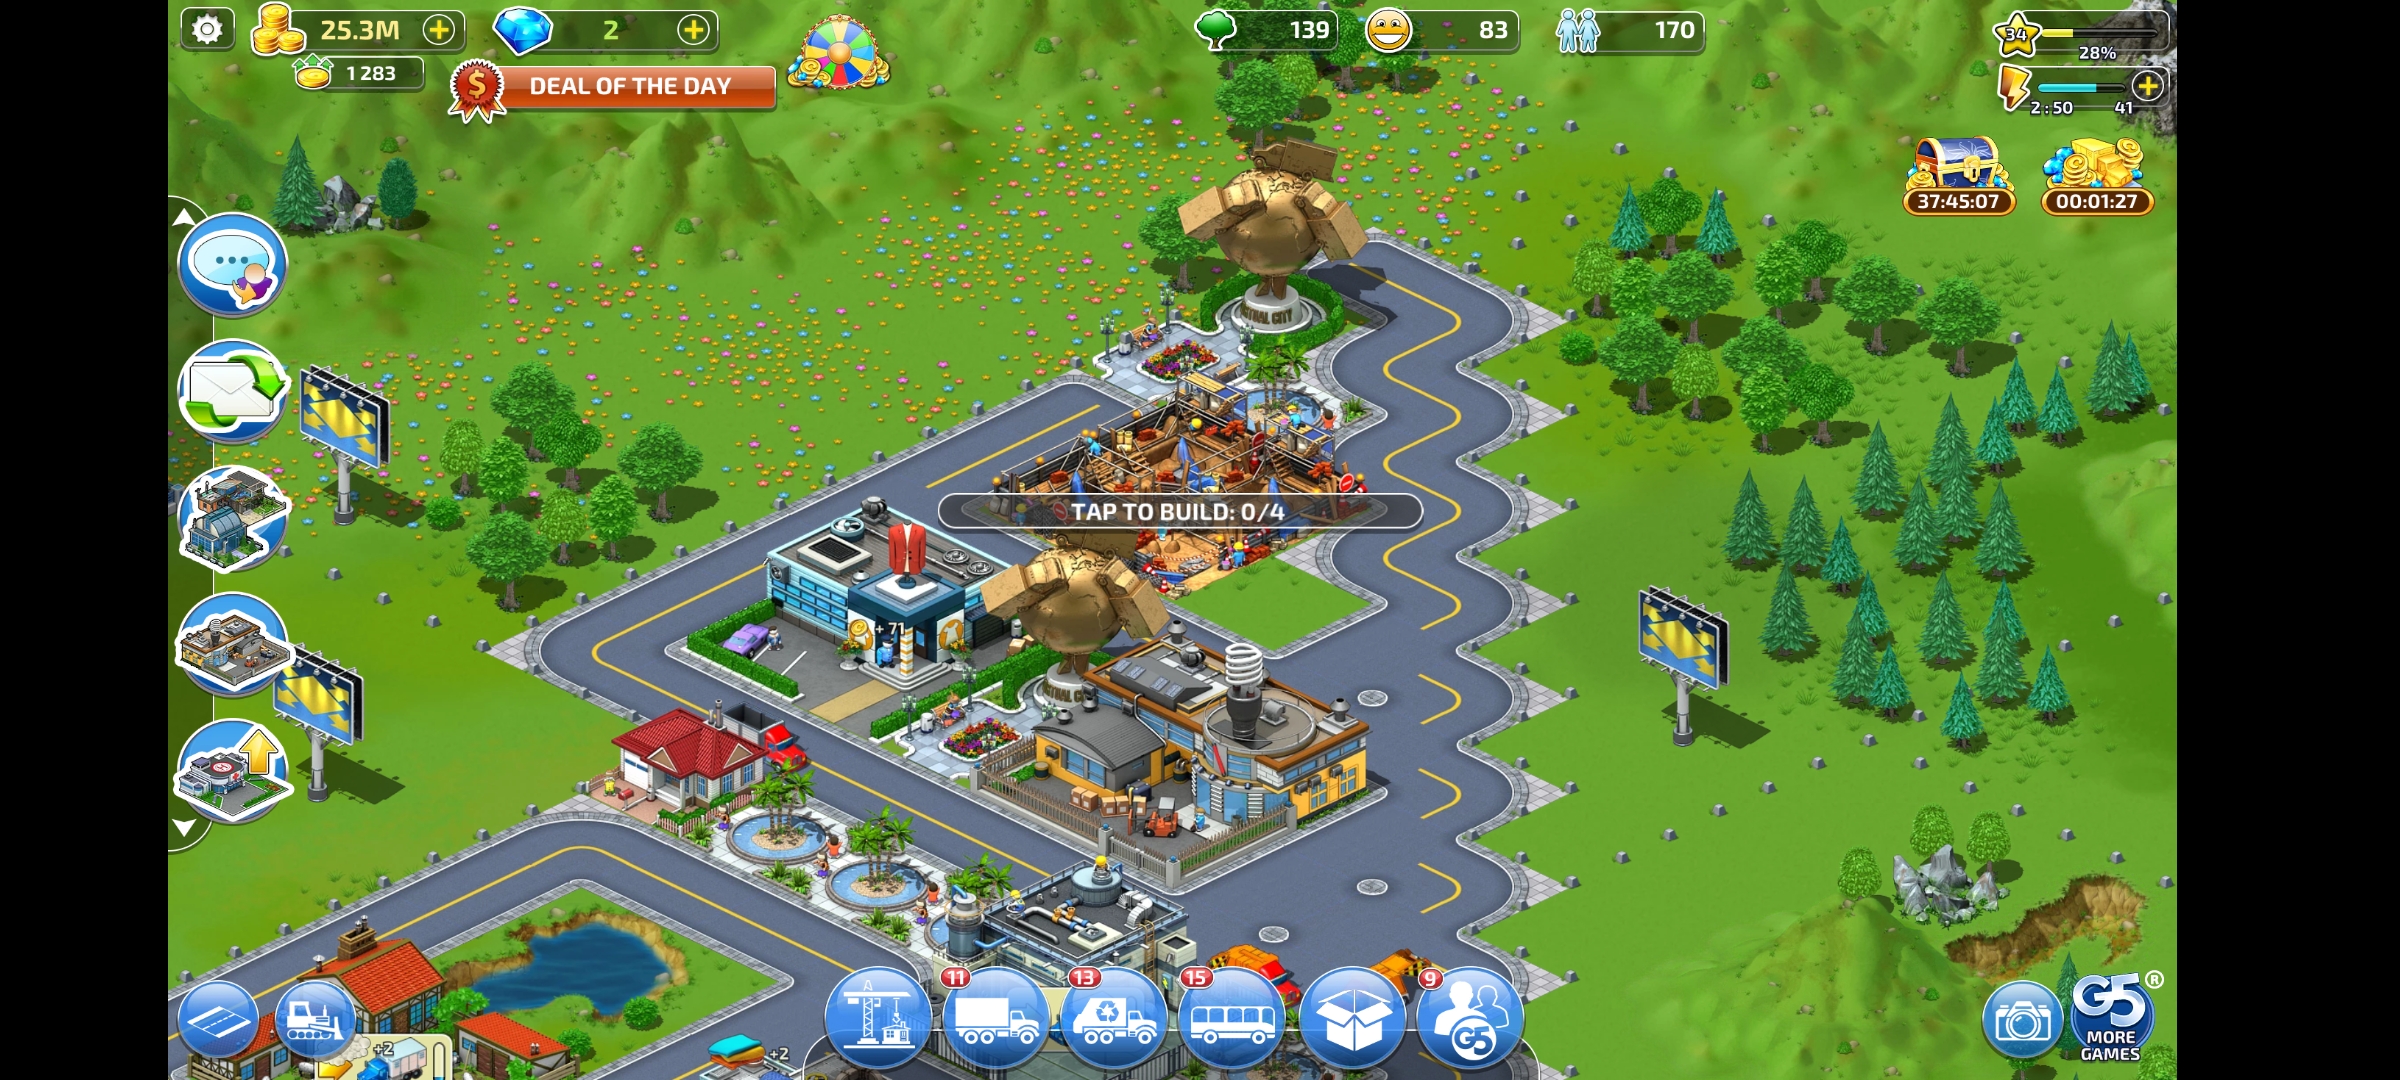 25.3M
2
139
83
170
34
28%
1 283
DEAL OF THE DAY
2:50
41
37:45:07
00:01:27
TAP TO BUILD: 0/4
+71
11
13
15
9
+2
+2
G5
G5®
MORE
GAMES